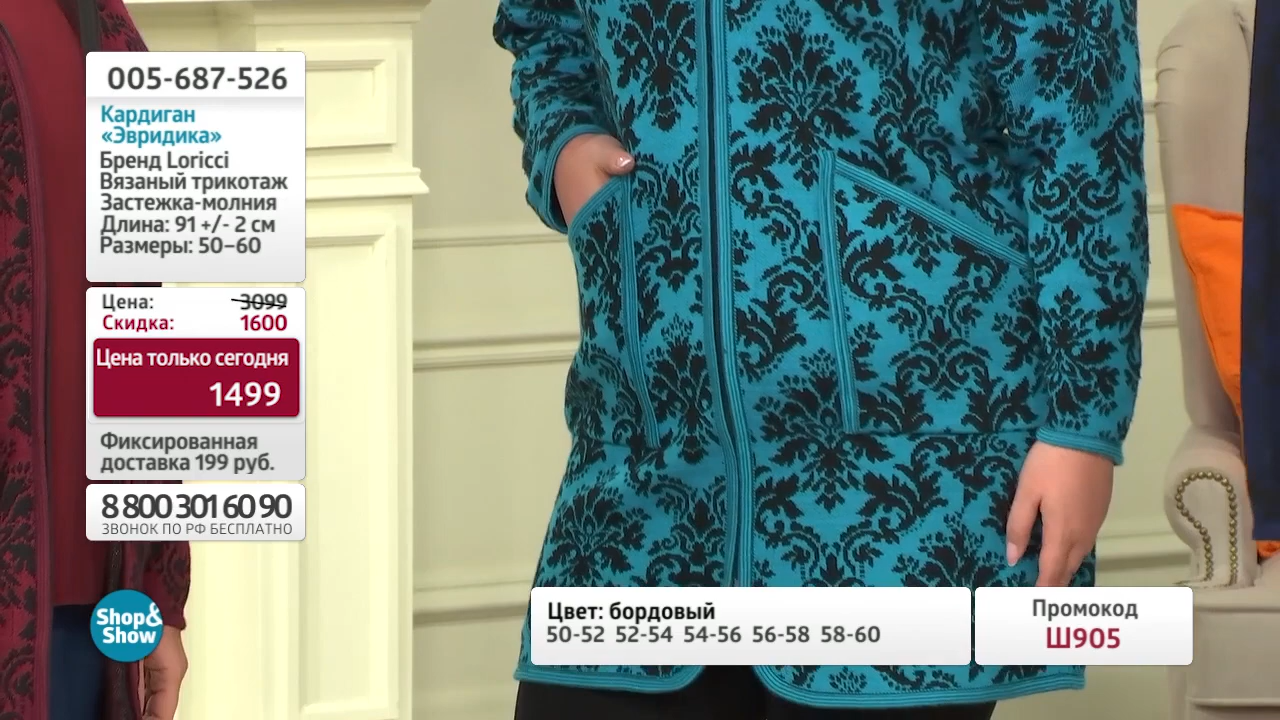 005-687-526
Кардиган
«Эвридика»
Бренд Loricci
Вязаный трикотаж
Застежка-молния
Длина: 91 +/- 2 см
Размеры: 50–60
Цена: 3099
Скидка: 1600
Цена только сегодня
1499
Фиксированная
доставка 199 руб.
8 800 301 60 90
ЗВОНОК ПО РФ БЕСПЛАТНО
Shop&
Show
Цвет: бордовый
50-52 52-54 54-56 56-58 58-60
Промокод
Ш905